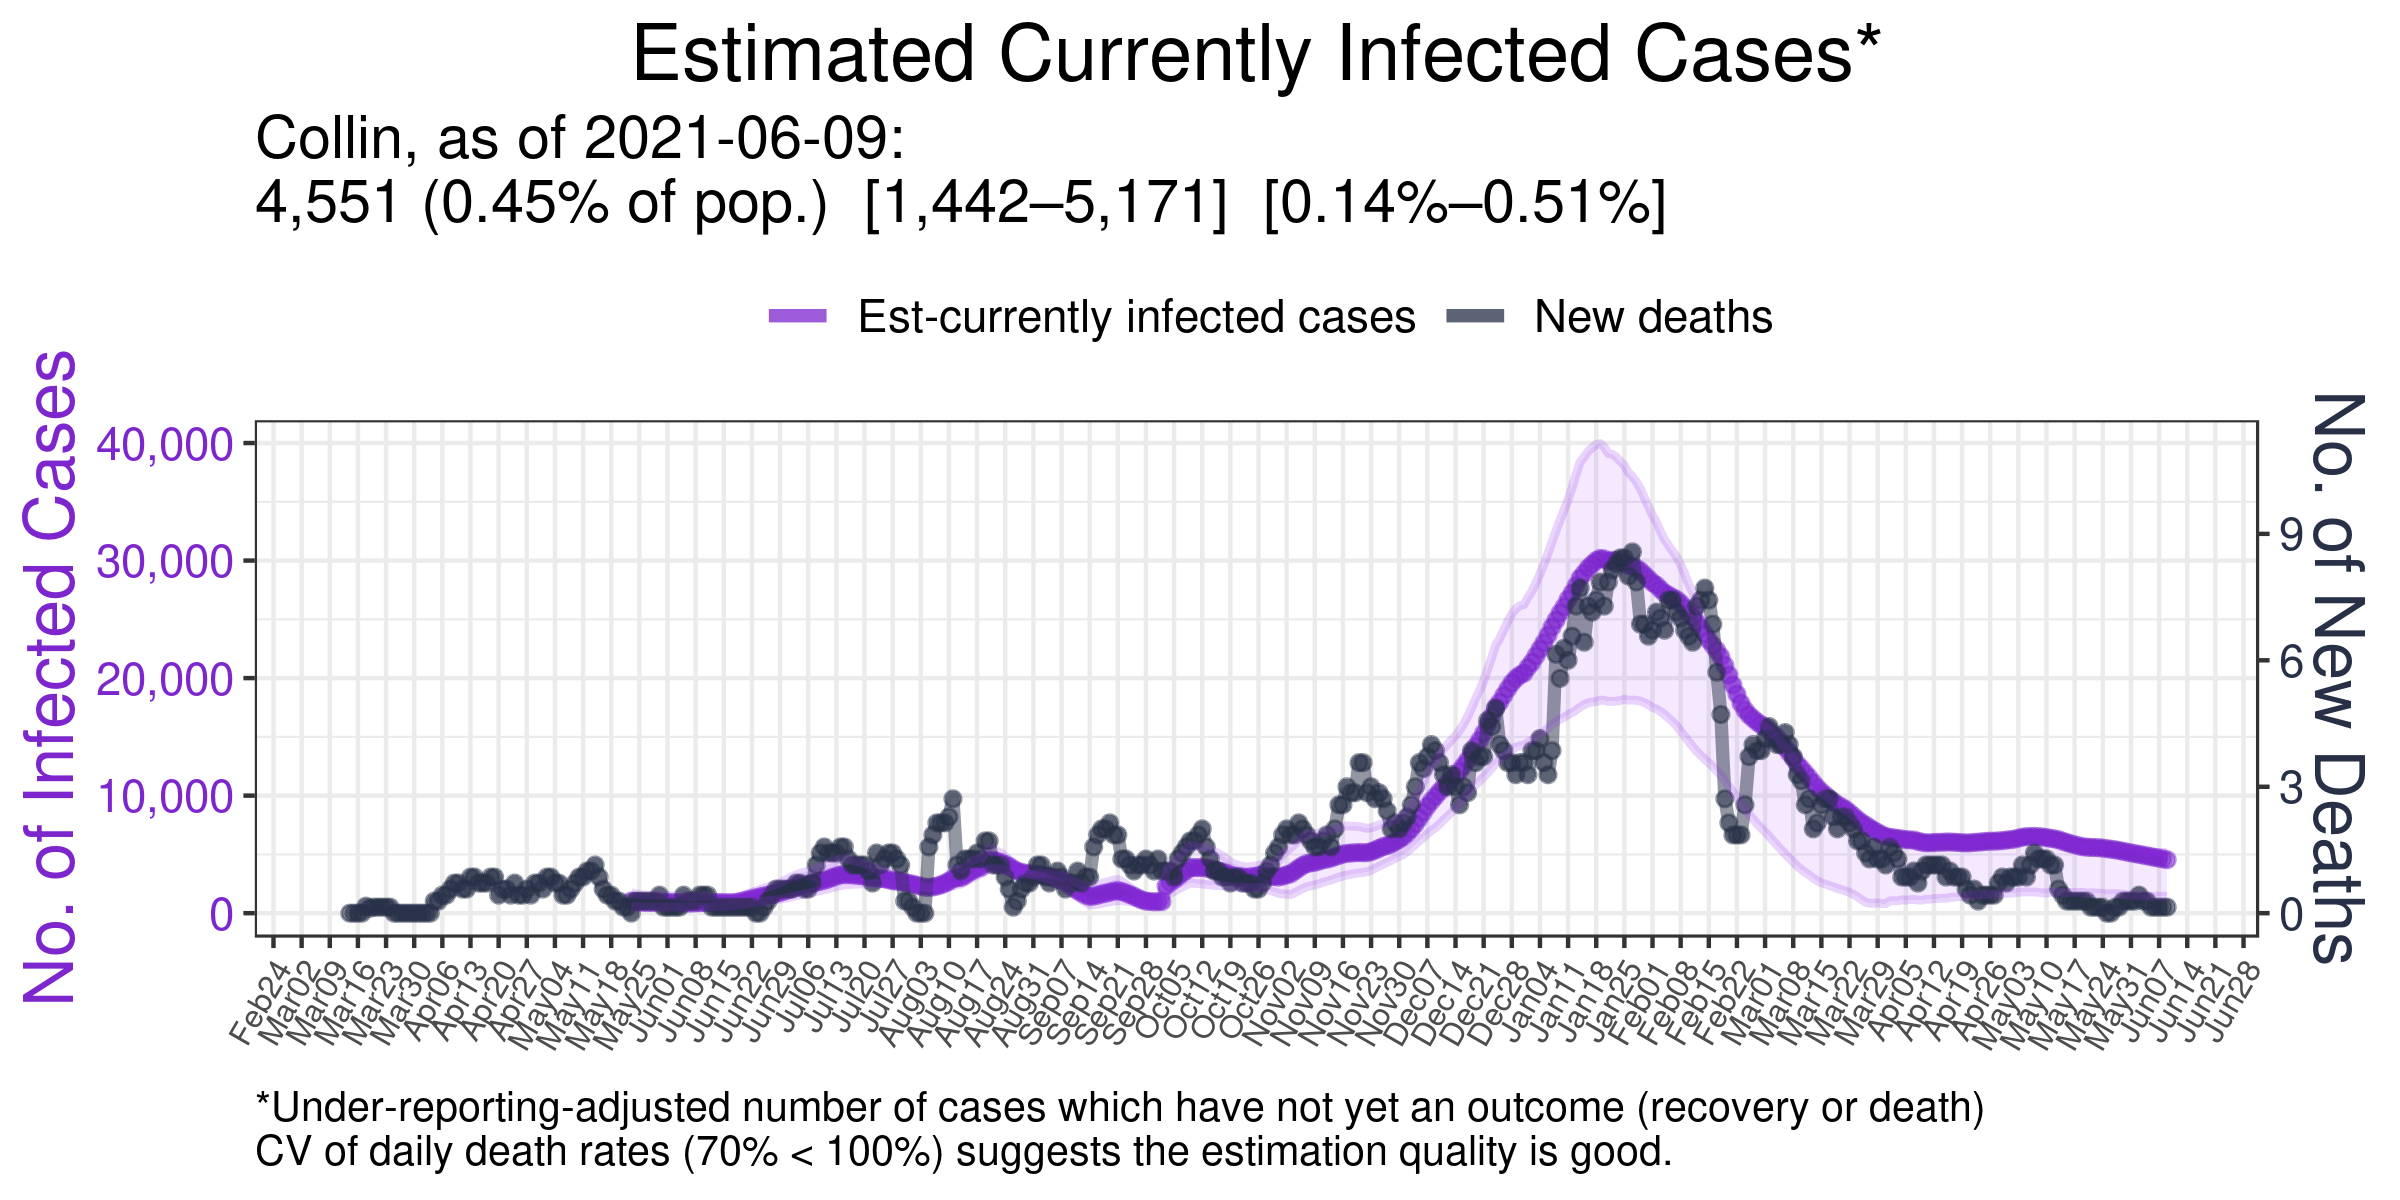 Estimated Currently Infected Cases*
Collin, as of 2021-06-09:
4,551 (0.45% of pop.) [1,442–5,171] [0.14%–0.51%]
Est-currently infected cases New deaths
No. of Infected Cases
40,000
30,000
20,000
10,000
0
No. of New Deaths
9
6
3
0
Feb24 Mar02 Mar09 Mar16 Mar23 Mar30 Apr06 Apr13 Apr20 Apr27 May04 May11 May18 May25 Jun01 Jun08 Jun15 Jun22 Jun29 Jul06 Jul13 Jul20 Jul27 Aug03 Aug10 Aug17 Aug24 Aug31 Sep07 Sep14 Sep21 Sep28 Oct05 Oct12 Oct19 Oct26 Nov02 Nov09 Nov16 Nov23 Nov30 Dec07 Dec14 Dec21 Dec28 Jan04 Jan11 Jan18 Jan25 Feb01 Feb08 Feb15 Feb22 Mar01 Mar08 Mar15 Mar22 Mar29 Apr05 Apr12 Apr19 Apr26 May03 May10 May17 May24 May31 Jun07 Jun14 Jun21 Jun28
*Under-reporting-adjusted number of cases which have not yet an outcome (recovery or death)
CV of daily death rates (70% < 100%) suggests the estimation quality is good.